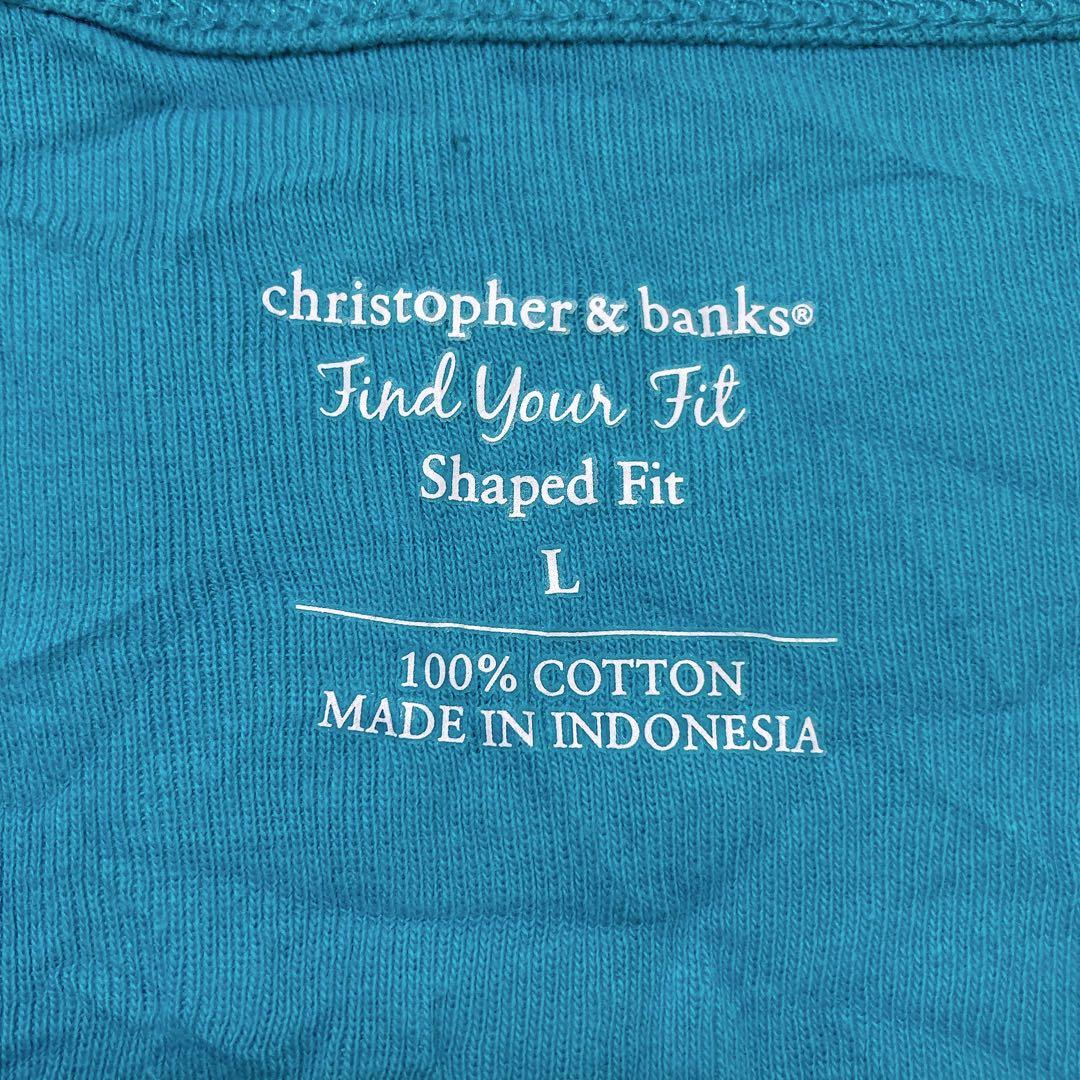 christopher & banks®
Find Your Fit
Shaped Fit
L
100% COTTON
MADE IN INDONESIA